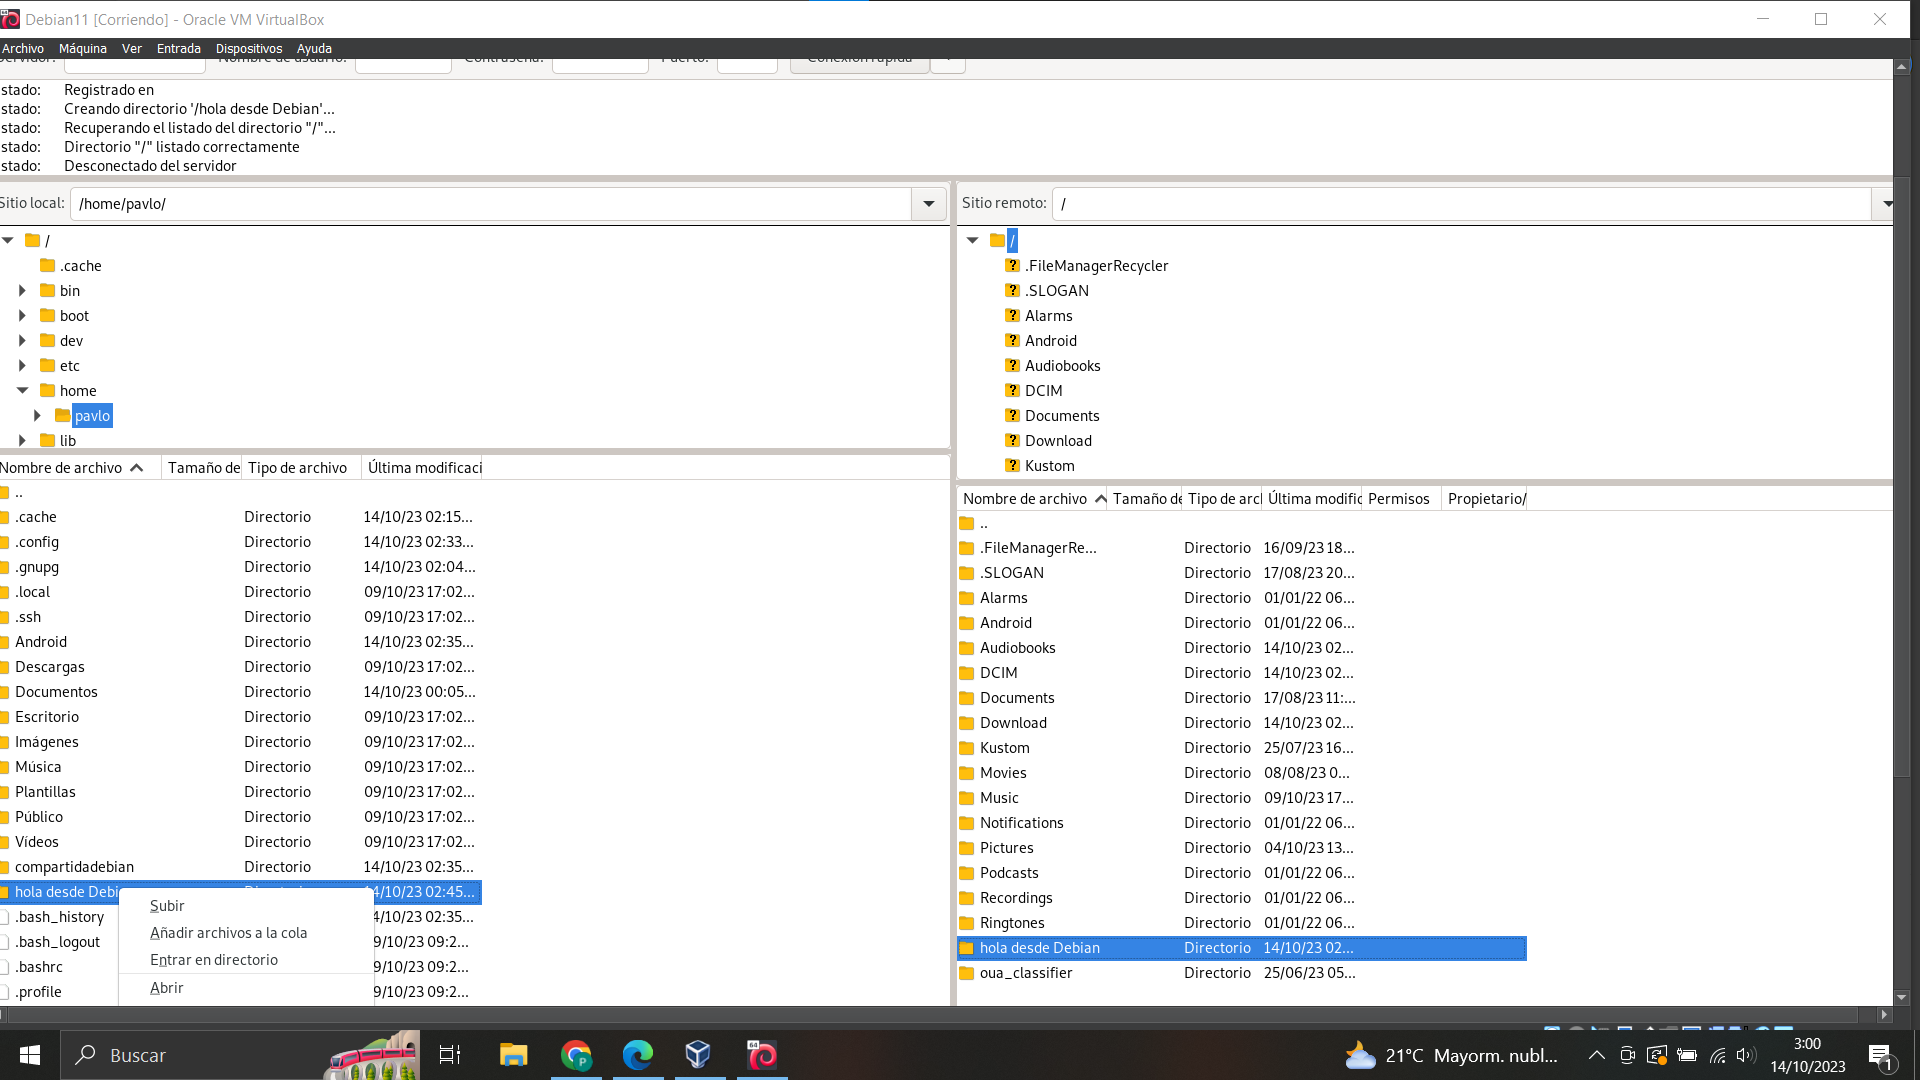 Debian11 [Corriendo] - Oracle VM VirtualBox
Archivo Máquina Ver Entrada Dispositivos Ayuda
stado: Registrado en
stado: Creando directorio '/hola desde Debian'...
stado: Recuperando el listado del directorio "/"...
stado: Directorio "/" listado correctamente
stado: Desconectado del servidor
Sitio local: /home/pavlo/
/
.cache
bin
boot
dev
etc
home
pavlo
lib
Nombre de archivo Tamaño de Tipo de archivo Última modificaci
..
.cache Directorio 14/10/23 02:15...
.config Directorio 14/10/23 02:33...
.gnupg Directorio 14/10/23 02:04...
.local Directorio 09/10/23 17:02...
.ssh Directorio 09/10/23 17:02...
Android Directorio 14/10/23 02:35...
Descargas Directorio 09/10/23 17:02...
Documentos Directorio 14/10/23 00:05...
Escritorio Directorio 09/10/23 17:02...
Imágenes Directorio 09/10/23 17:02...
Música Directorio 09/10/23 17:02...
Plantillas Directorio 09/10/23 17:02...
Público Directorio 09/10/23 17:02...
Vídeos Directorio 09/10/23 17:02...
compartidadebian Directorio 14/10/23 02:35...
hola desde Debi 14/10/23 02:45...
.bash_history 4/10/23 02:35...
.bash_logout 9/10/23 09:2...
.bashrc 9/10/23 09:2...
.profile 9/10/23 09:2...
Subir
Añadir archivos a la cola
Entrar en directorio
Abrir
Sitio remoto: /
/
.FileManagerRecycler
.SLOGAN
Alarms
Android
Audiobooks
DCIM
Documents
Download
Kustom
Nombre de archivo Tamaño de Tipo de arcl Última modific Permisos Propietario/
..
.FileManagerRe... Directorio 16/09/23 18...
.SLOGAN Directorio 17/08/23 20...
Alarms Directorio 01/01/22 06...
Android Directorio 01/01/22 06...
Audiobooks Directorio 14/10/23 02...
DCIM Directorio 14/10/23 02...
Documents Directorio 17/08/23 11:...
Download Directorio 14/10/23 02...
Kustom Directorio 25/07/23 16...
Movies Directorio 08/08/23 0...
Music Directorio 09/10/23 17...
Notifications Directorio 01/01/22 06...
Pictures Directorio 04/10/23 13...
Podcasts Directorio 01/01/22 06...
Recordings Directorio 01/01/22 06...
Ringtones Directorio 01/01/22 06...
hola desde Debian Directorio 14/10/23 02...
oua_classifier Directorio 25/06/23 05...
Buscar
21°C Mayorm. nubl...
3:00
14/10/2023
1